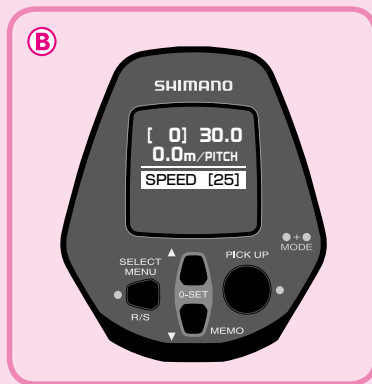 B
SHIMANO
[ 0] 30.0
0.0m/PITCH
SPEED [25]
+
MODE
SELECT
MENU
PICK UP
0-SET
R/S
MEMO